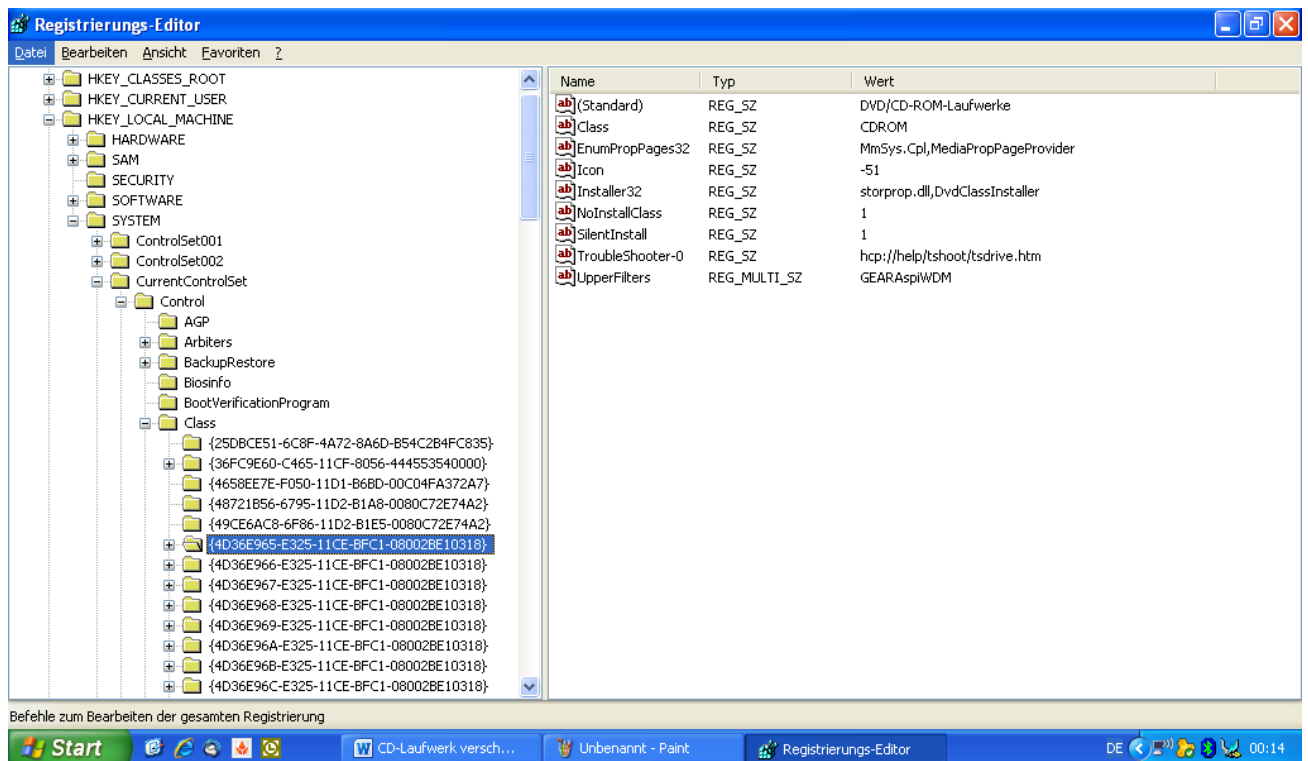 Registrierungs-Editor
Datei Bearbeiten Ansicht Favoriten ?
HKEY_CLASSES_ROOT
HKEY_CURRENT_USER
HKEY_LOCAL_MACHINE
HARDWARE
SAM
SECURITY
SOFTWARE
SYSTEM
ControlSet001
ControlSet002
CurrentControlSet
Control
AGP
Arbiters
BackupRestore
Biosinfo
BootVerificationProgram
Class
{25DBCE51-6C8F-4A72-8A6D-B54C2B4FC835}
{36FC9E60-C465-11CF-8056-444553540000}
{4658EE7E-F050-11D1-B6BD-00C04FA372A7}
{48721B56-6795-11D2-B1A8-0080C72E74A2}
{49CE6AC8-6F86-11D2-B1E5-0080C72E74A2}
{4D36E965-E325-11CE-BFC1-08002BE10318}
{4D36E966-E325-11CE-BFC1-08002BE10318}
{4D36E967-E325-11CE-BFC1-08002BE10318}
{4D36E968-E325-11CE-BFC1-08002BE10318}
{4D36E969-E325-11CE-BFC1-08002BE10318}
{4D36E96A-E325-11CE-BFC1-08002BE10318}
{4D36E96B-E325-11CE-BFC1-08002BE10318}
{4D36E96C-E325-11CE-BFC1-08002BE10318}
Name Typ Wert
(Standard) REG_SZ DVD/CD-ROM-Laufwerke
Class REG_SZ CDROM
EnumPropPages32 REG_SZ MmSys.Cpl,MediaPropPageProvider
Icon REG_SZ -51
Installer32 REG_SZ storprop.dll,DvdClassInstaller
NoInstallClass REG_SZ 1
SilentInstall REG_SZ 1
TroubleShooter-0 REG_SZ hcp://help/tshoot/tsdrive.htm
UpperFilters REG_MULTI_SZ GEARAspiWDM
Befehle zum Bearbeiten der gesamten Registrierung
Start CD-Laufwerk versch... Unbenannt - Paint Registrierungs-Editor DE 00:14